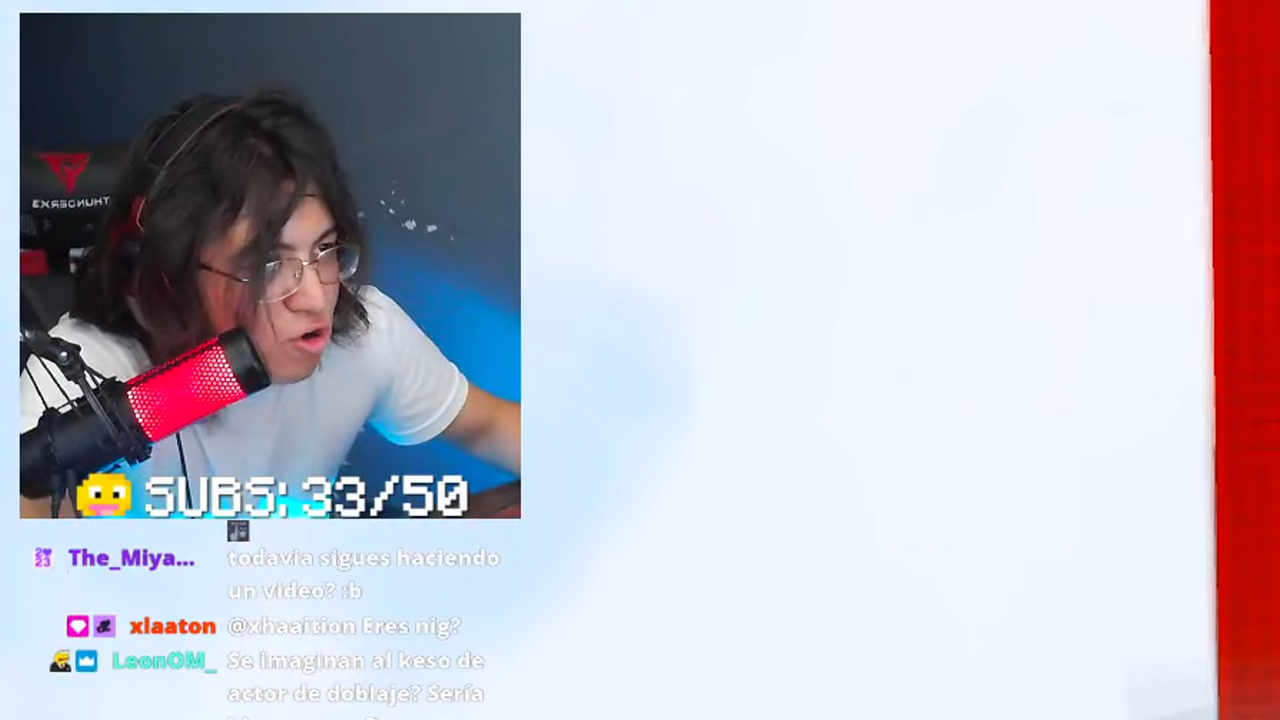 EXRƎꓷNUHT
SUBS: 33/50
The_Miya... todavia sigues haciendo
un video? :b
xlaaton @xhaaition Eres nig?
LeonOM_ Se imaginan al keso de
actor de doblaje? Sería